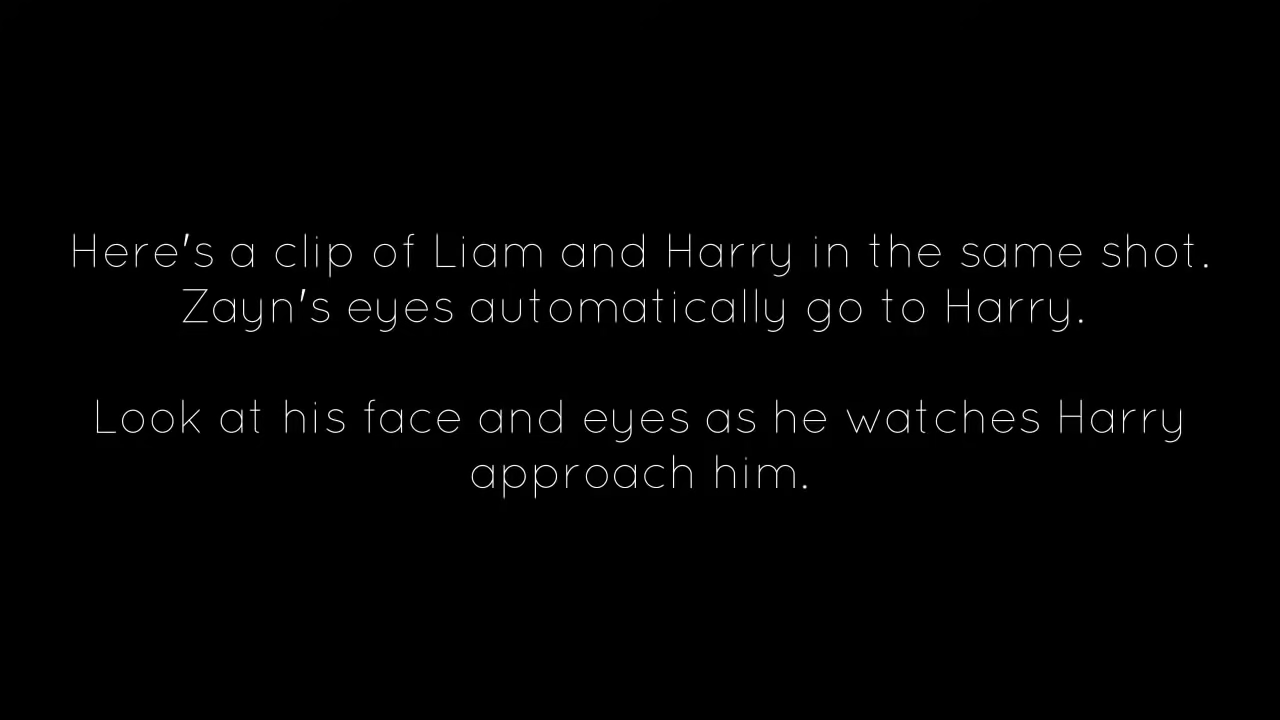 Here's a clip of Liam and Harry in the same shot.
Zayn's eyes automatically go to Harry.
Look at his face and eyes as he watches Harry
approach him.